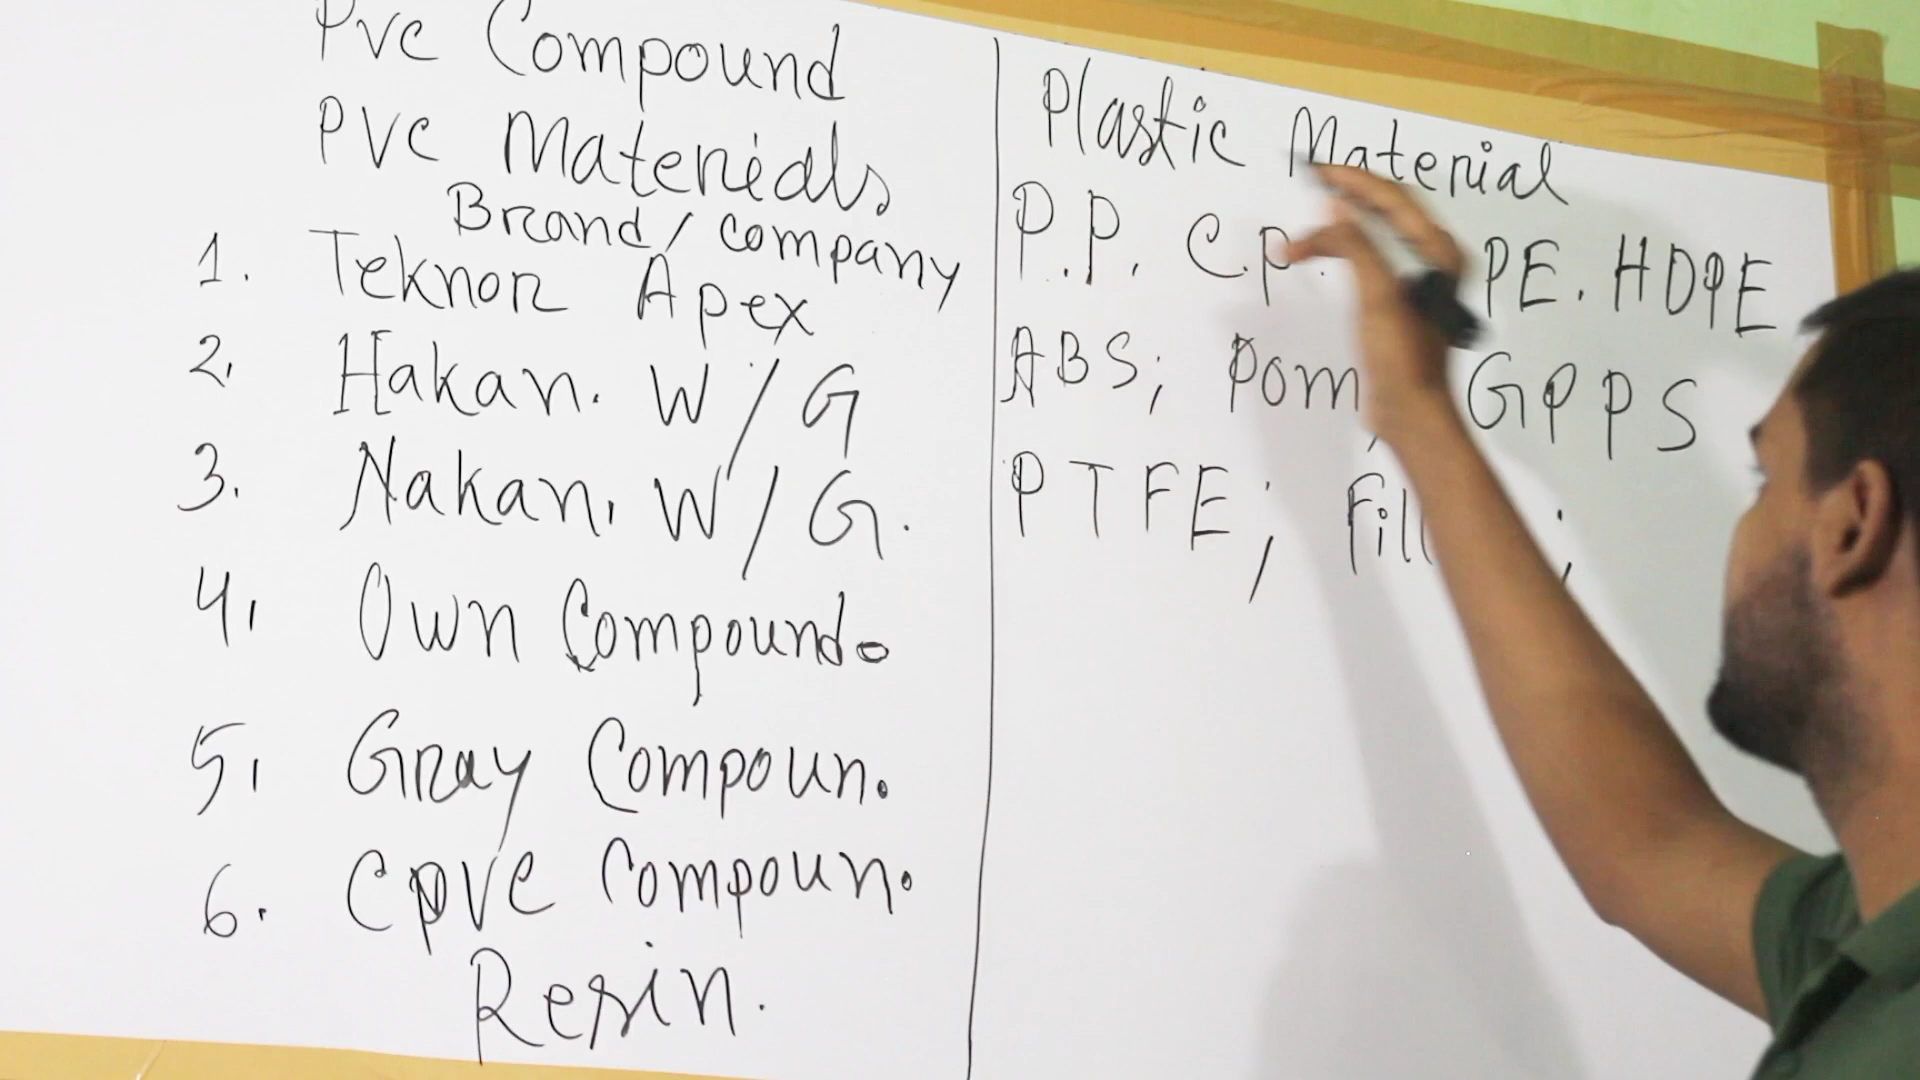 Pvc Compound
PVC Materials,
Brand / Company
1. Teknor Apex
2. Hakan. W / G
3. Nakan. W / G.
4. Own Compound
5. Gray Compoun.
6. CPVC Compoun.
Resin.
Plastic Material
P.P. C.P. PE. HDPE
ABS; Pom, GPPS
PTFE;